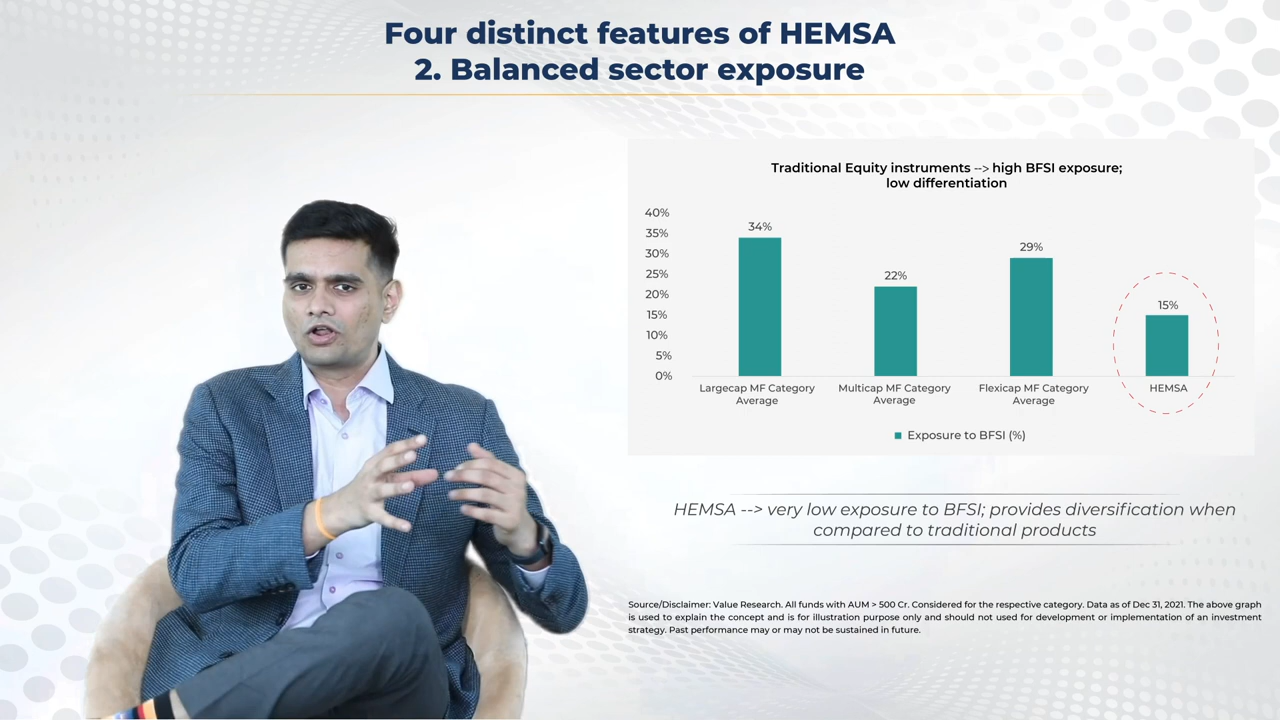 Four distinct features of HEMSA
2. Balanced sector exposure
Traditional Equity instruments --> high BFSI exposure;
low differentiation
40%
35%
30%
25%
20%
15%
10%
5%
0%
34%
22%
29%
15%
Largecap MF Category
Average
Multicap MF Category
Average
Flexicap MF Category
Average
HEMSA
Exposure to BFSI (%)
HEMSA --> very low exposure to BFSI; provides diversification when
compared to traditional products
Source/Disclaimer: Value Research. All funds with AUM > 500 Cr. Considered for the respective category. Data as of Dec 31, 2021. The above graph
is used to explain the concept and is for illustration purpose only and should not used for development or implementation of an investment
strategy. Past performance may or may not be sustained in future.